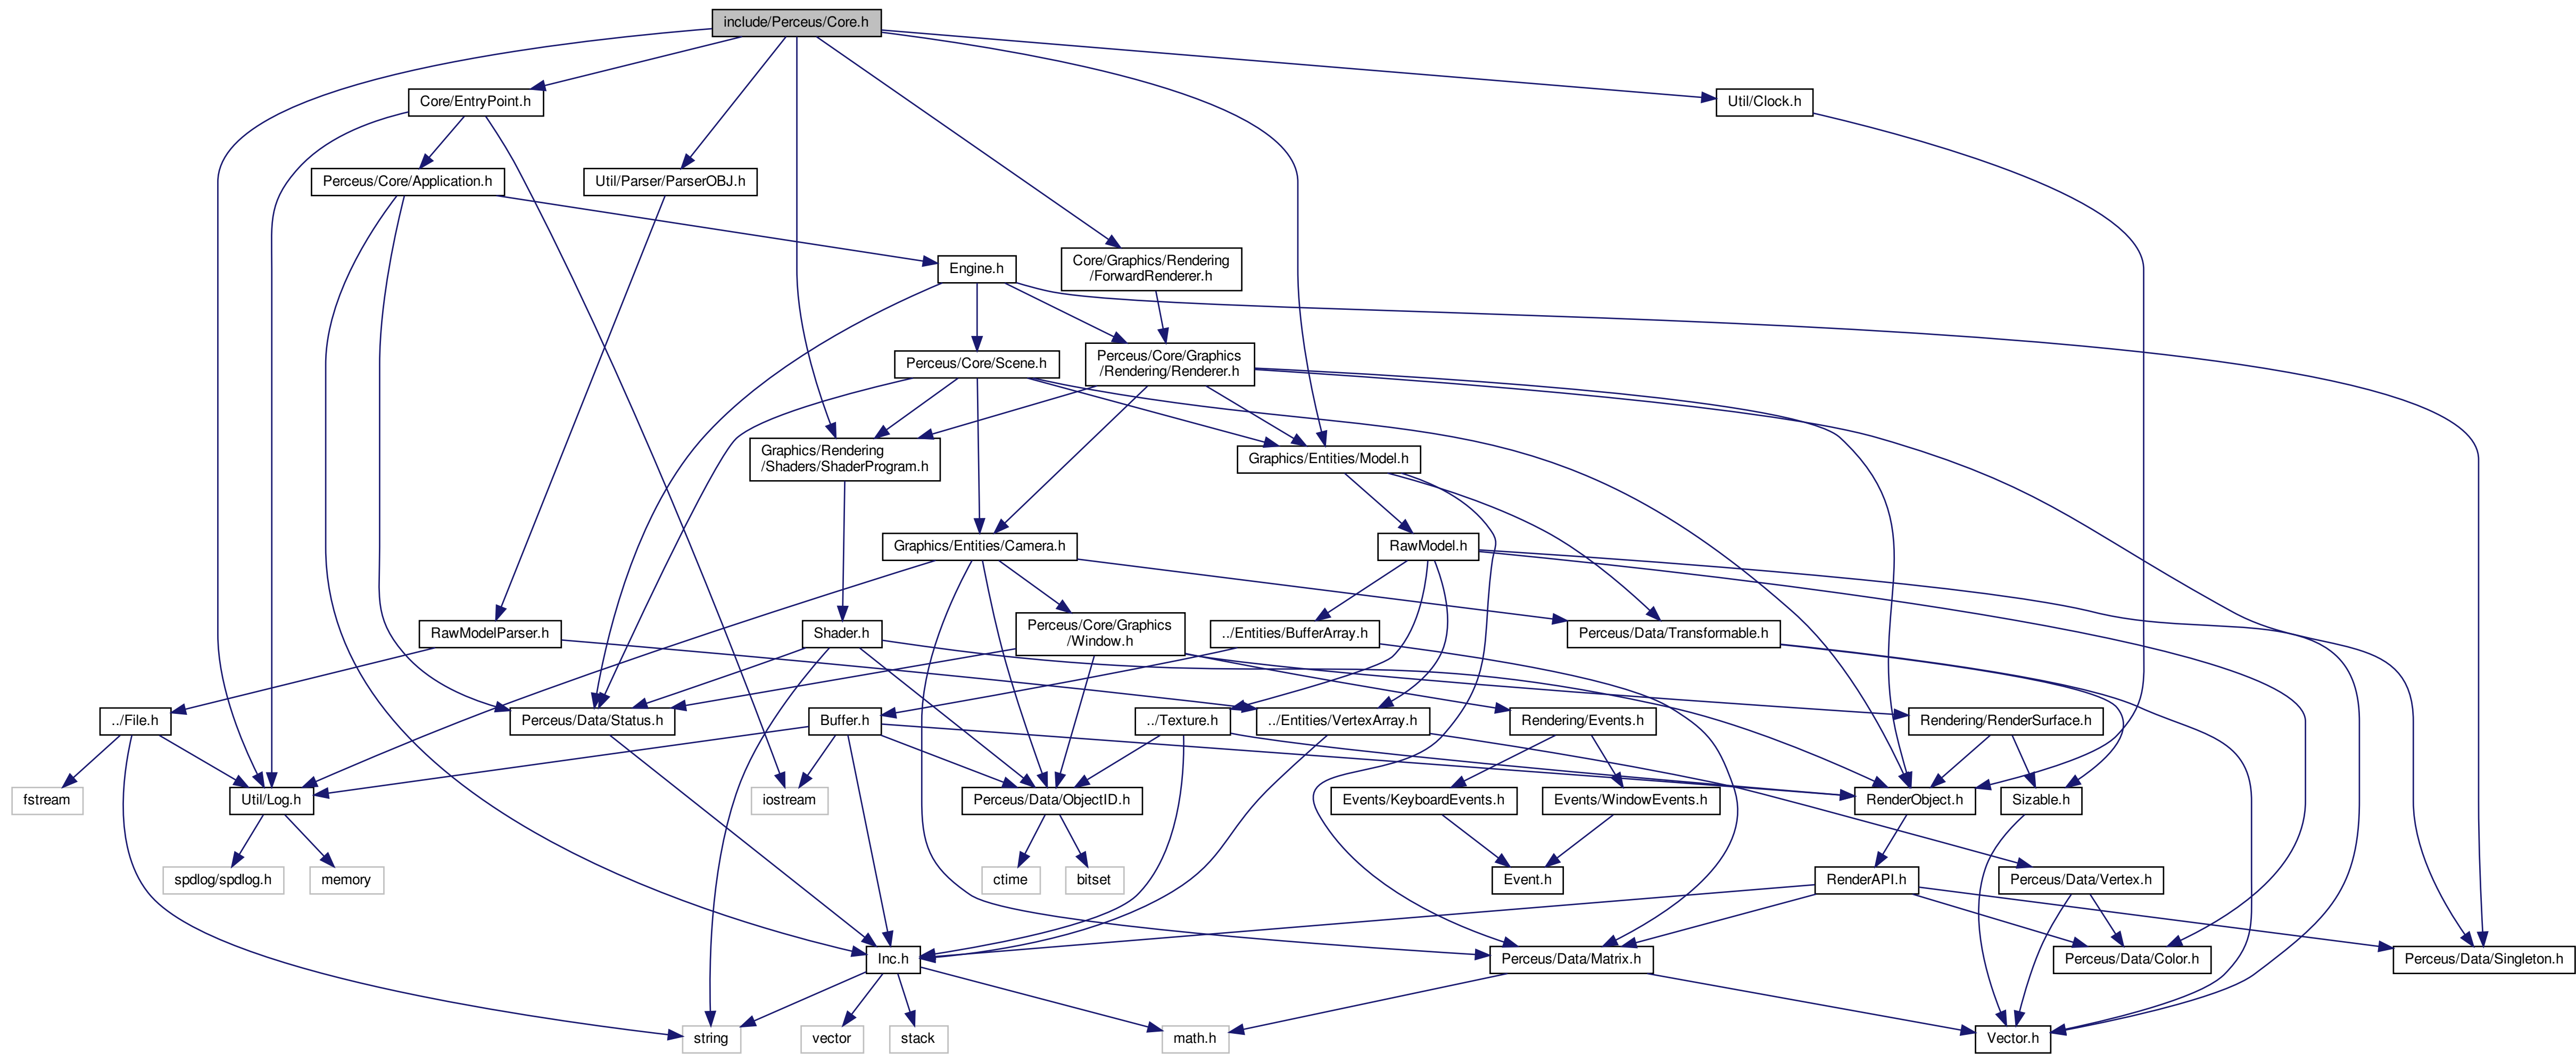 include/Perceus/Core.h
Core/EntryPoint.h
Util/Clock.h
Perceus/Core/Application.h
Util/Parser/ParserOBJ.h
Engine.h
Core/Graphics/Rendering
/ForwardRenderer.h
Perceus/Core/Scene.h
Perceus/Core/Graphics
/Rendering/Renderer.h
Graphics/Rendering
/Shaders/ShaderProgram.h
Graphics/Entities/Model.h
Graphics/Entities/Camera.h
RawModel.h
RawModelParser.h
Shader.h
Perceus/Core/Graphics
/Window.h
../Entities/BufferArray.h
Perceus/Data/Transformable.h
../File.h
Perceus/Data/Status.h
Buffer.h
../Texture.h
../Entities/VertexArray.h
Rendering/Events.h
Rendering/RenderSurface.h
fstream
Util/Log.h
iostream
Perceus/Data/ObjectID.h
Events/KeyboardEvents.h
Events/WindowEvents.h
RenderObject.h
Sizable.h
spdlog/spdlog.h
memory
ctime
bitset
Event.h
RenderAPI.h
Perceus/Data/Vertex.h
Inc.h
Perceus/Data/Matrix.h
Perceus/Data/Color.h
Perceus/Data/Singleton.h
string
vector
stack
math.h
Vector.h